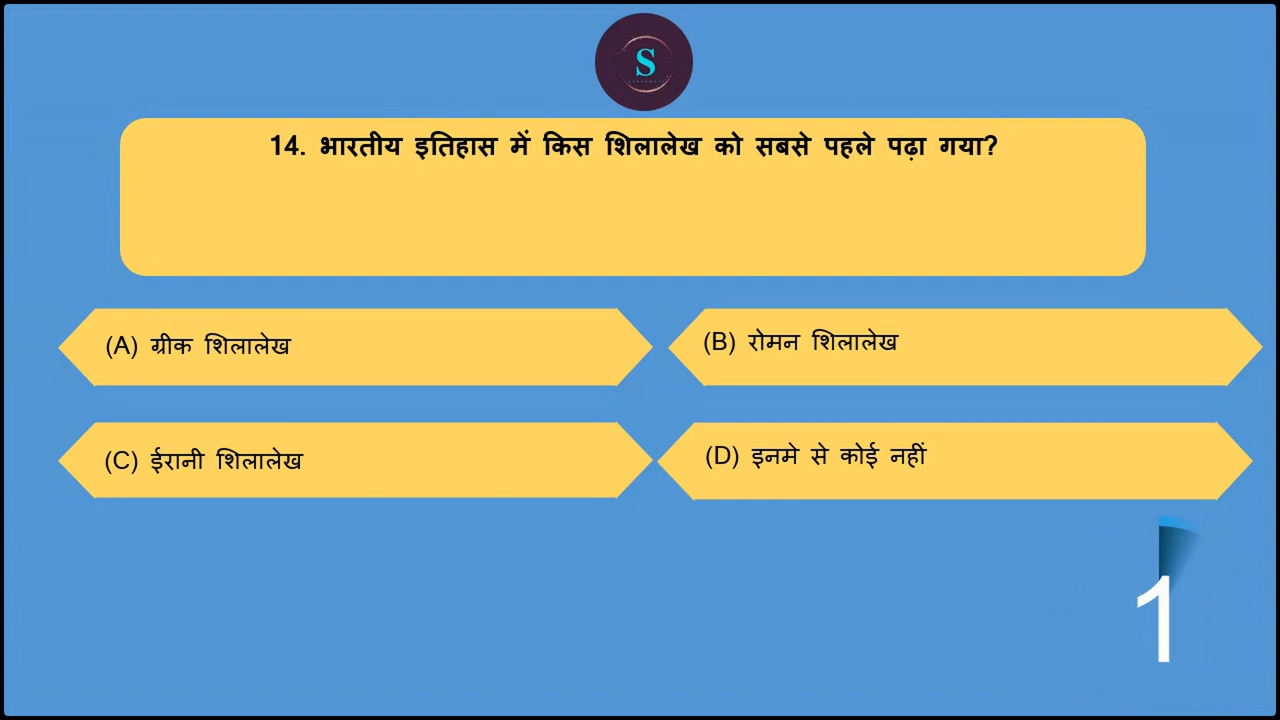 S
14. भारतीय इतिहास में किस शिलालेख को सबसे पहले पढ़ा गया?
(A) ग्रीक शिलालेख
(B) रोमन शिलालेख
(C) ईरानी शिलालेख
(D) इनमे से कोई नहीं
1